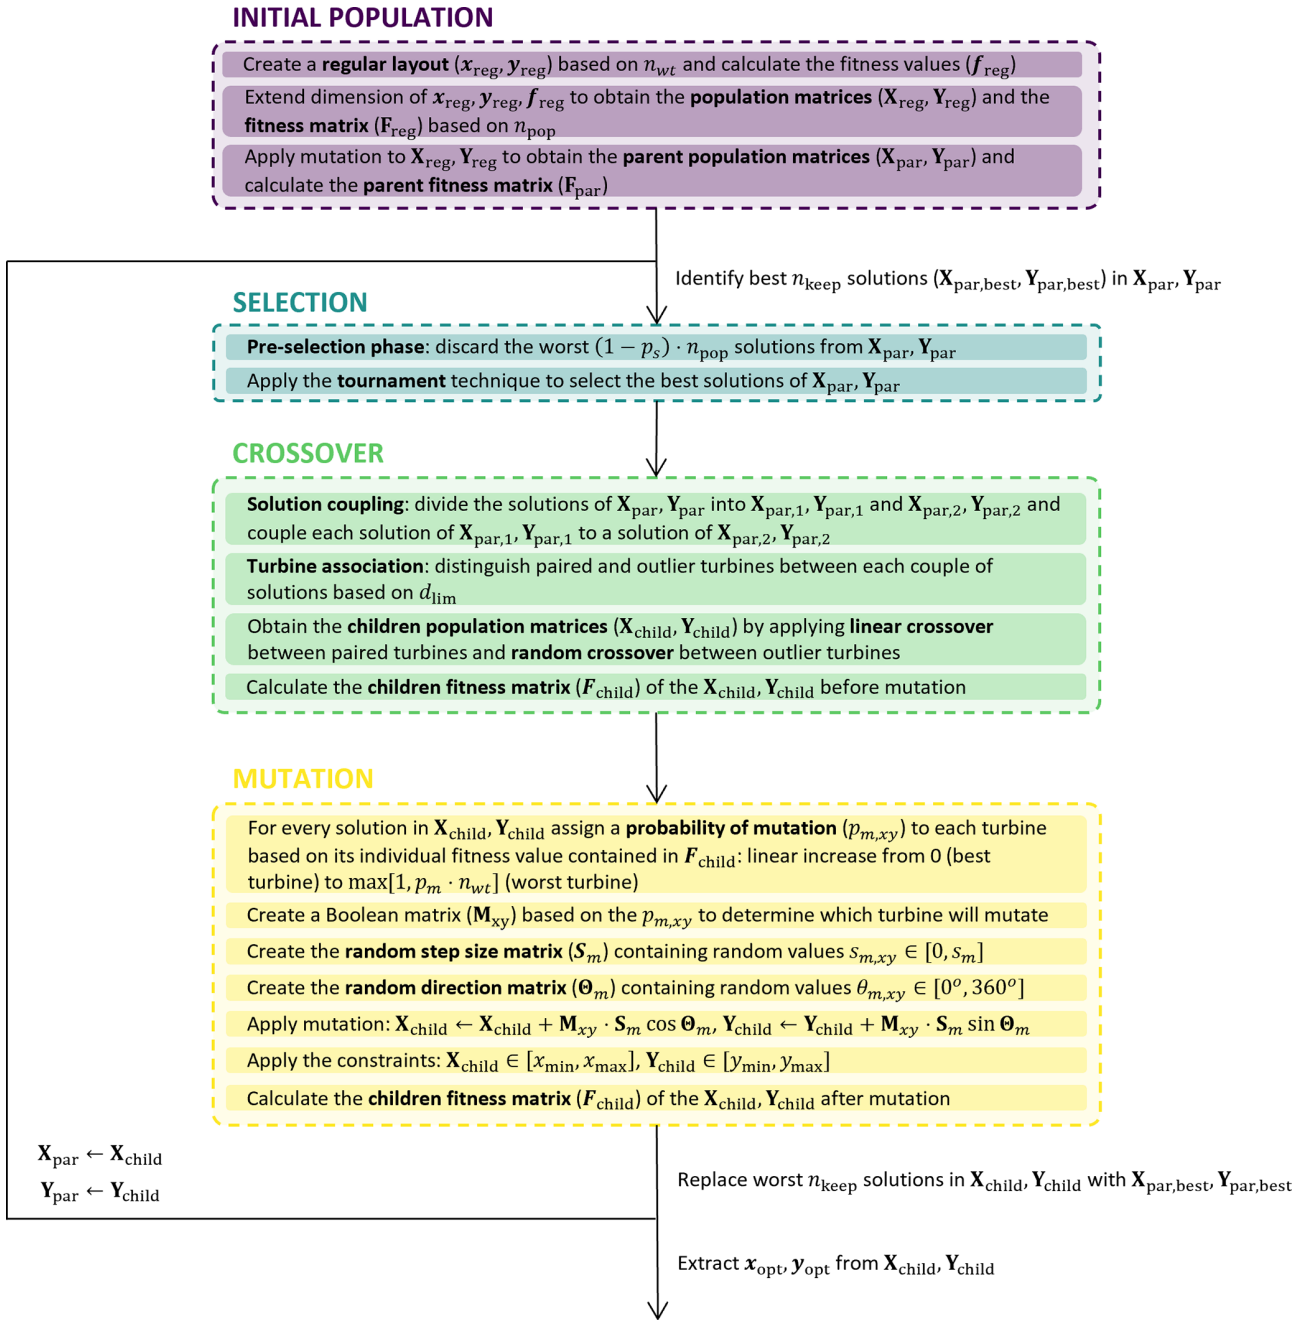 INITIAL POPULATION
Create a regular layout (x_reg, y_reg) based on n_wt and calculate the fitness values (f_reg)
Extend dimension of x_reg, y_reg, f_reg to obtain the population matrices (X_reg, Y_reg) and the
fitness matrix (F_reg) based on n_pop
Apply mutation to X_reg, Y_reg to obtain the parent population matrices (X_par, Y_par) and
calculate the parent fitness matrix (F_par)
Identify best n_keep solutions (X_par,best, Y_par,best) in X_par, Y_par
SELECTION
Pre-selection phase: discard the worst (1 − p_s) · n_pop solutions from X_par, Y_par
Apply the tournament technique to select the best solutions of X_par, Y_par
CROSSOVER
Solution coupling: divide the solutions of X_par, Y_par into X_par,1, Y_par,1 and X_par,2, Y_par,2 and
couple each solution of X_par,1, Y_par,1 to a solution of X_par,2, Y_par,2
Turbine association: distinguish paired and outlier turbines between each couple of
solutions based on d_lim
Obtain the children population matrices (X_child, Y_child) by applying linear crossover
between paired turbines and random crossover between outlier turbines
Calculate the children fitness matrix (F_child) of the X_child, Y_child before mutation
MUTATION
For every solution in X_child, Y_child assign a probability of mutation (p_m,xy) to each turbine
based on its individual fitness value contained in F_child: linear increase from 0 (best
turbine) to max[1, p_m · n_wt] (worst turbine)
Create a Boolean matrix (M_xy) based on the p_m,xy to determine which turbine will mutate
Create the random step size matrix (S_m) containing random values s_m,xy ∈ [0, s_m]
Create the random direction matrix (Θ_m) containing random values θ_m,xy ∈ [0°, 360°]
Apply mutation: X_child ← X_child + M_xy · S_m cos Θ_m, Y_child ← Y_child + M_xy · S_m sin Θ_m
Apply the constraints: X_child ∈ [x_min, x_max], Y_child ∈ [y_min, y_max]
Calculate the children fitness matrix (F_child) of the X_child, Y_child after mutation
X_par ← X_child
Y_par ← Y_child
Replace worst n_keep solutions in X_child, Y_child with X_par,best, Y_par,best
Extract x_opt, y_opt from X_child, Y_child